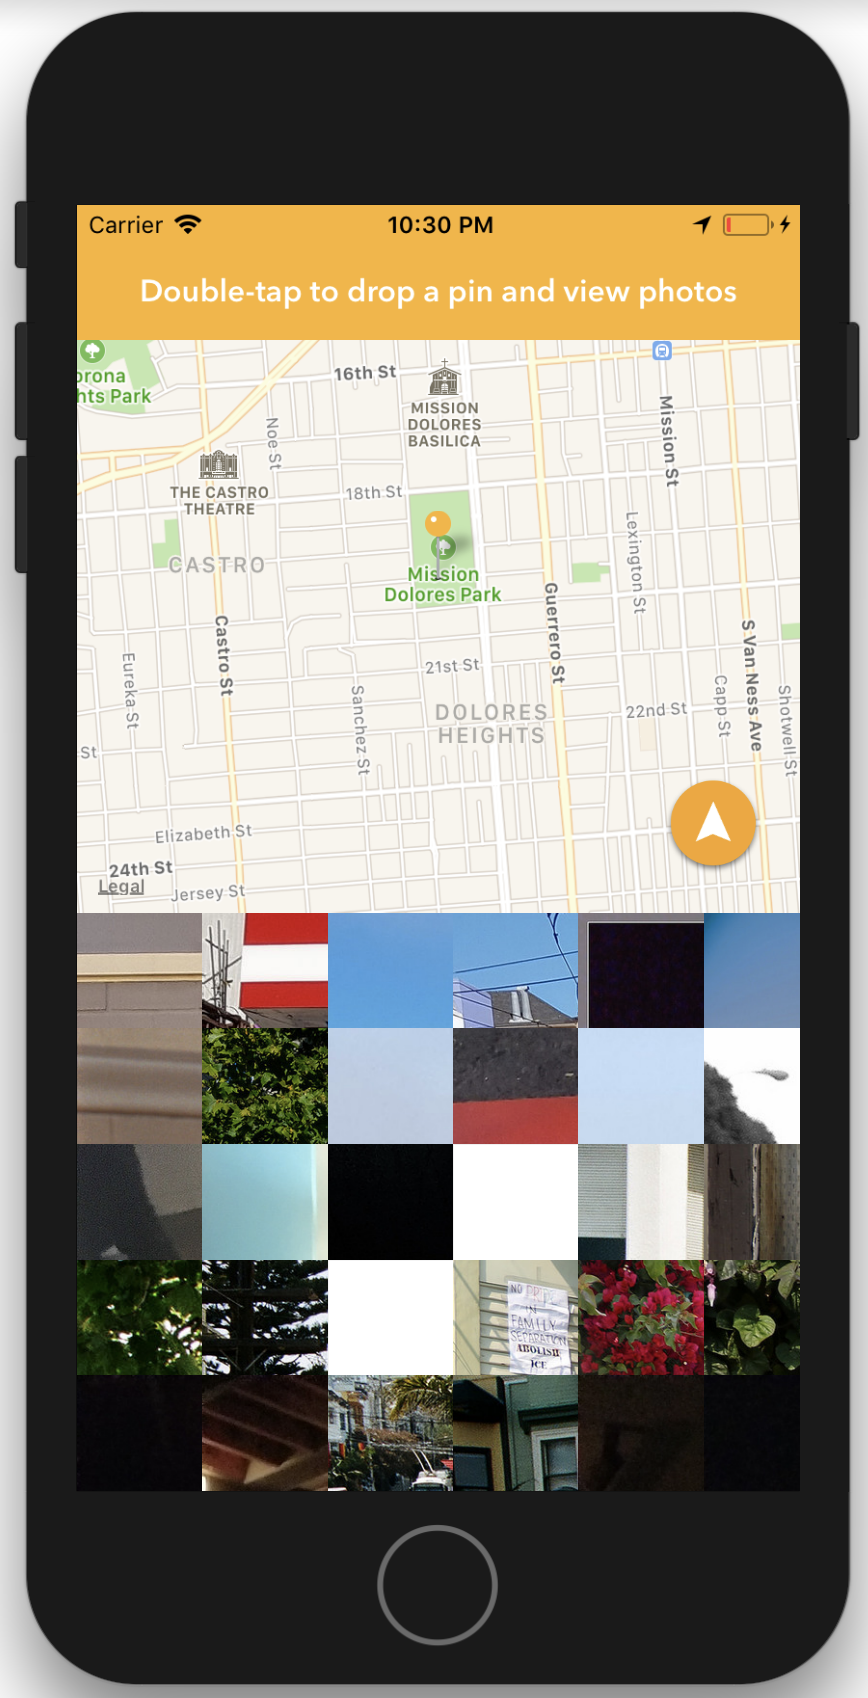 Carrier
10:30 PM
Double-tap to drop a pin and view photos
16th St
orona
hts Park
MISSION
DOLORES
BASILICA
Mission St
Noe St
THE CASTRO
THEATRE
18th St
Lexington St
CASTRO
Mission
Dolores Park
Guerrero St
Castro St
S Van Ness Ave
Eureka St
21st St
Sanchez St
Capp St
Shotwell St
DOLORES
HEIGHTS
22nd St
St
Elizabeth St
24th St
Legal
Jersey St
NO
IN
FAMILY
SEPARATION
ABOLISH
ICE